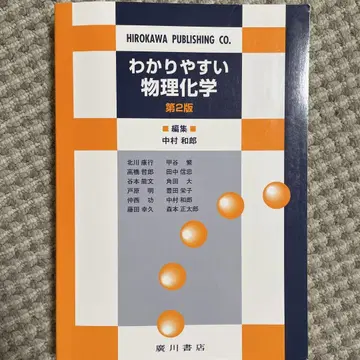 HIROKAWA PUBLISHING CO.
わかりやすい
物理化学
第2版
■編集■
中村 和郎
北川 康行 甲谷 繁
高橋 哲郎 田中 信忠
谷本 能文 角田 大
戸屋 明 豊田 栄子
仲西 功 中村 和郎
藤田 幸久 森本 正太郎
廣川書店